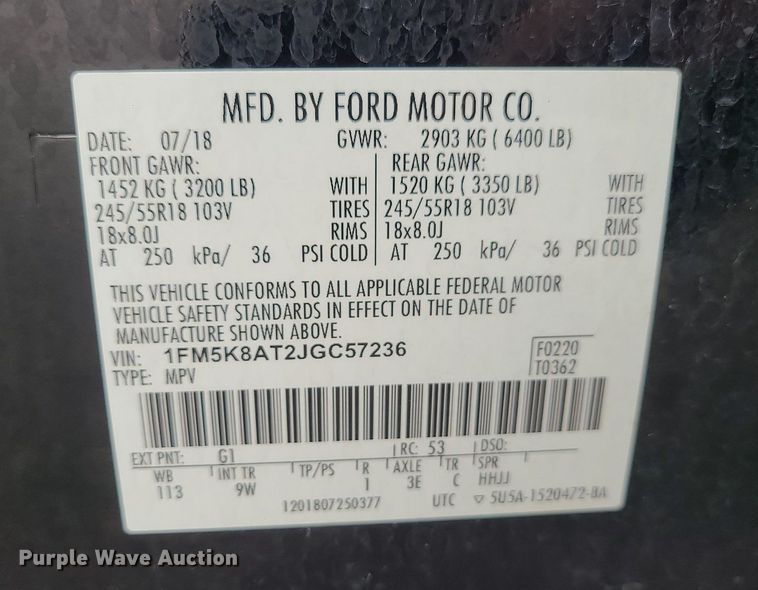 MFD. BY FORD MOTOR CO.
DATE: 07/18 GVWR: 2903 KG ( 6400 LB)
FRONT GAWR: REAR GAWR:
1452 KG ( 3200 LB) WITH 1520 KG ( 3350 LB) WITH
245/55R18 103V TIRES 245/55R18 103V TIRES
18x8.0J RIMS 18x8.0J RIMS
AT 250 kPa/ 36 PSI COLD AT 250 kPa/ 36 PSI COLD
THIS VEHICLE CONFORMS TO ALL APPLICABLE FEDERAL MOTOR
VEHICLE SAFETY STANDARDS IN EFFECT ON THE DATE OF
MANUFACTURE SHOWN ABOVE.
VIN: 1FM5K8AT2JGC57236 F0220
TYPE: MPV T0362
EXT PNT: G1 RC: 53 DSO:
WB INT TR TP/PS R AXLE TR SPR
113 9W 1 3E C HHJJ
1201807250377 UTC ▽ 5U5A-1520472-BA
Purple Wave Auction